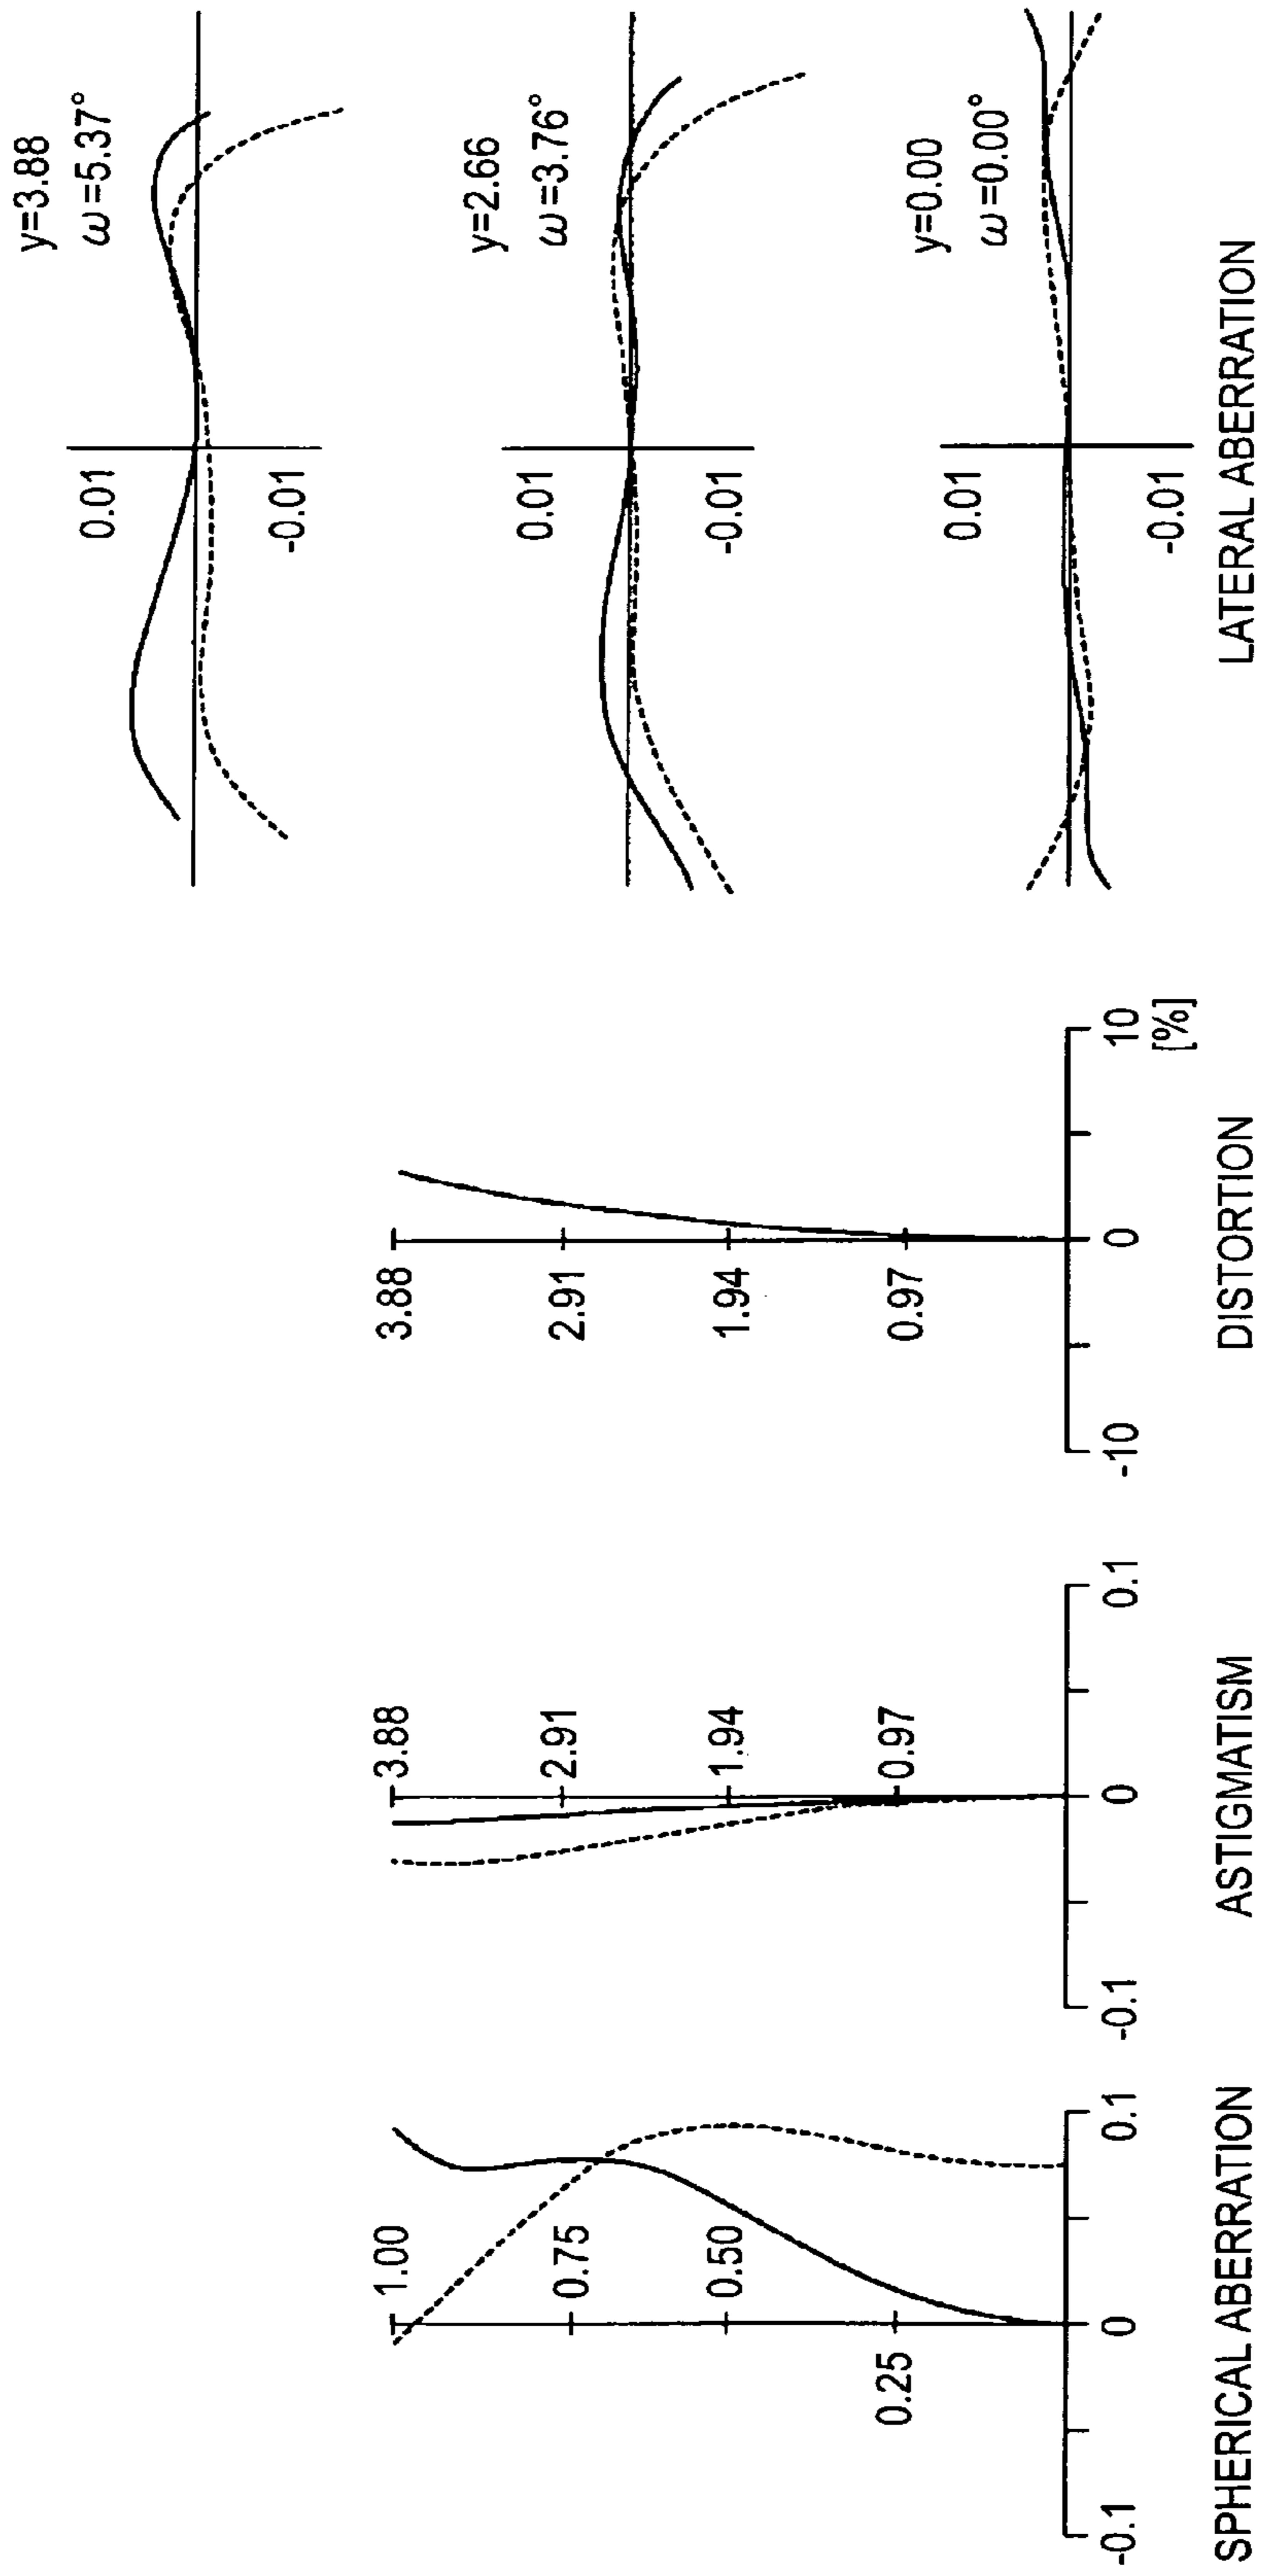 1.00
0.75
0.50
0.25
-0.1
0
0.1
SPHERICAL ABERRATION
3.88
2.91
1.94
0.97
-0.1
0
0.1
ASTIGMATISM
3.88
2.91
1.94
0.97
-10
0
10
[%]
DISTORTION
y=3.88
ω=5.37°
0.01
-0.01
y=2.66
ω=3.76°
0.01
-0.01
y=0.00
ω=0.00°
0.01
-0.01
LATERAL ABERRATION